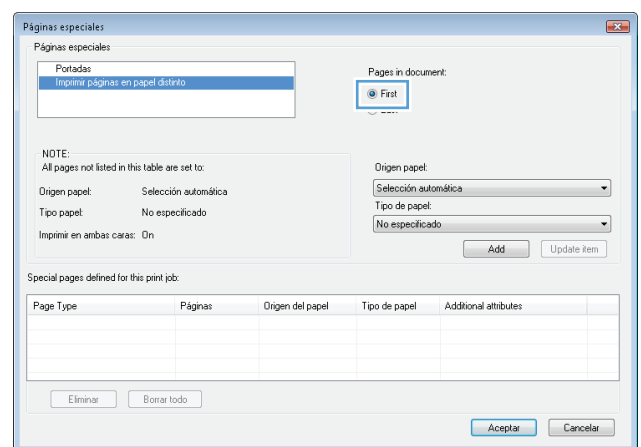 Páginas especiales
Páginas especiales
Portadas
Imprimir páginas en papel distinto
Pages in document:
First
NOTE:
All pages not listed in this table are set to:
Origen papel: Selección automática
Tipo papel: No especificado
Imprimir en ambas caras: On
Origen papel:
Selección automática
Tipo de papel:
No especificado
Add Update item
Special pages defined for this print job:
Page Type Páginas Origen del papel Tipo de papel Additional attributes
Eliminar Borrar todo
Aceptar Cancelar